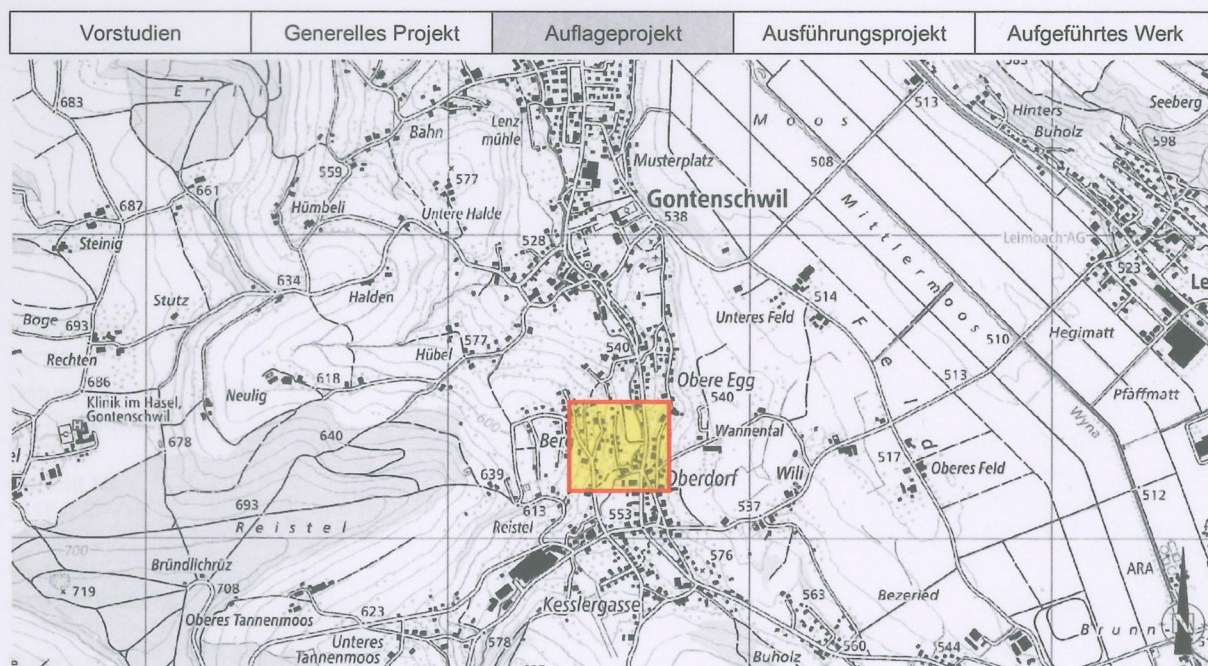 Vorstudien Generelles Projekt Auflageprojekt Ausführungsprojekt Aufgeführtes Werk
683
Bahn
Lenz
mühle
513
Hinters
Buholz
Seeberg
598
Moos
559
577
Musterplatz
508
661
687
Hümbeli
Untere Halde
Gontenschwil
538
Mittlermoos
Steinig
528
Leimbach AG
523
634
Stutz
Halden
514
Boge
693
Unteres Feld
Hegimatt
510
Rechten
577
Hübel
540
686
618
Obere Egg
540
513
Pfaffmatt
Klinik im Hasel,
Gontenschwil
Neulig
600
Wannental
Wyna
678
640
517
Oberes Feld
639
Oberdorf
Wili
693
613
537
512
Reistel
Reistel
553
700
576
Bründlichrüz
ARA
719
708
Oberes Tannenmoos
623
Kesslergasse
563
Bezeried
Unteres
Tannenmoos
578
560
544
Buholz
N